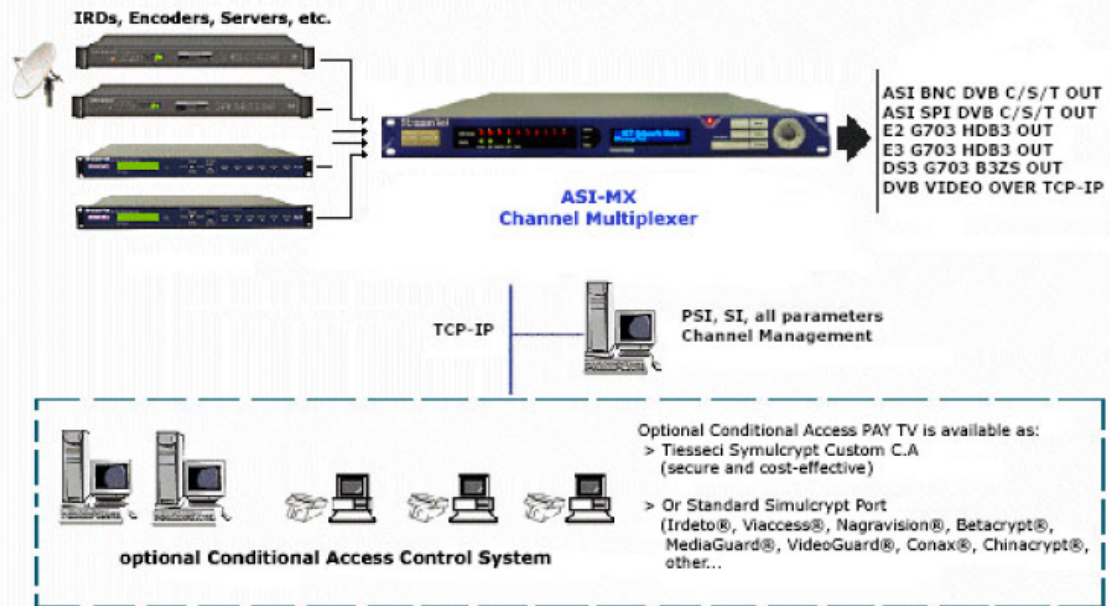 IRDs, Encoders, Servers, etc.
StreamTel
ASI-MX
Channel Multiplexer
ASI BNC DVB C/S/T OUT
ASI SPI DVB C/S/T OUT
E2 G703 HDB3 OUT
E3 G703 HDB3 OUT
DS3 G703 B3ZS OUT
DVB VIDEO OVER TCP-IP
TCP-IP
PSI, SI, all parameters
Channel Management
optional Conditional Access Control System
Optional Conditional Access PAY TV is available as:
> Tiesseci Symulcrypt Custom C.A
(secure and cost-effective)
> Or Standard Simulcrypt Port
(Irdeto®, Viaccess®, Nagravision®, Betacrypt®,
MediaGuard®, VideoGuard®, Conax®, Chinacrypt®,
other...